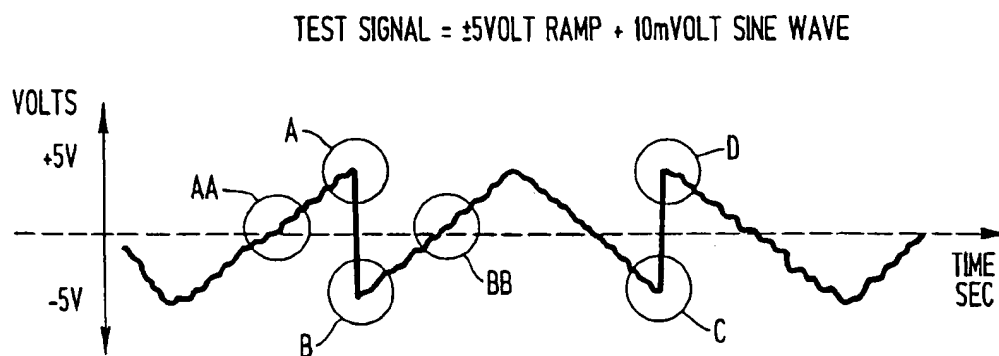 TEST SIGNAL = ±5VOLT RAMP + 10mVOLT SINE WAVE
VOLTS
+5V
-5V
A
AA
B
BB
C
D
TIME
SEC